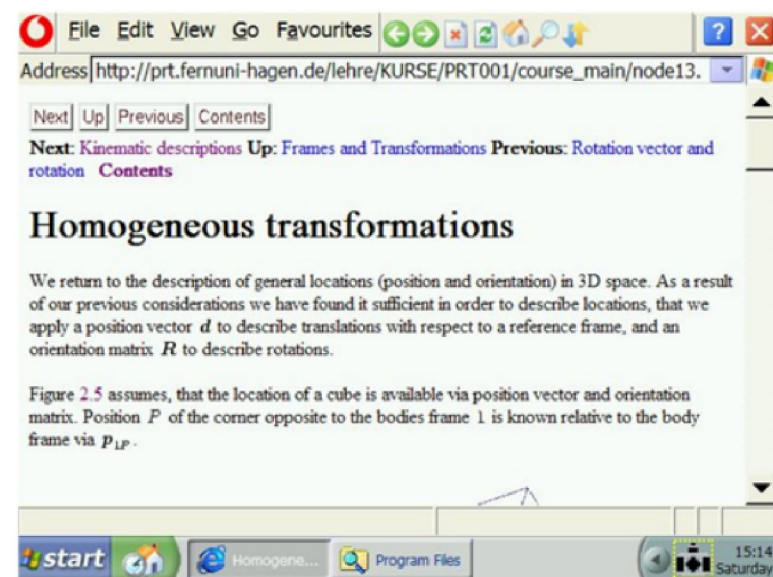 File Edit View Go Favourites
Address http://prt.fernuni-hagen.de/lehre/KURSE/PRT001/course_main/node13.
Next Up Previous Contents
Next: Kinematic descriptions Up: Frames and Transformations Previous: Rotation vector and
rotation Contents
Homogeneous transformations
We return to the description of general locations (position and orientation) in 3D space. As a result
of our previous considerations we have found it sufficient in order to describe locations, that we
apply a position vector d to describe translations with respect to a reference frame, and an
orientation matrix R to describe rotations.
Figure 2.5 assumes, that the location of a cube is available via position vector and orientation
matrix. Position P of the corner opposite to the bodies frame 1 is known relative to the body
frame via p1P .
start Homogene... Program Files 15:14
Saturday